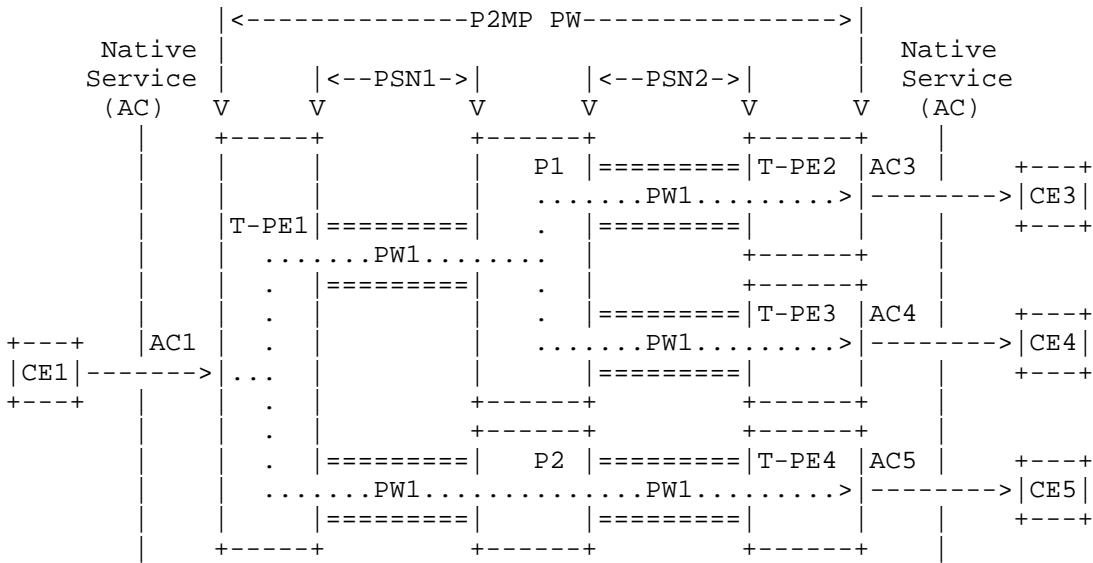 |<--------------P2MP PW---------------->|
Native | | Native
Service | |<--PSN1->| |<--PSN2->| | Service
(AC) V V V V V V (AC)
| +-----+ +------+ +------+ |
| | | | P1 |=========|T-PE2 |AC3 | +---+
| | | | .......PW1.........>|-------->|CE3|
| |T-PE1|=========| . |=========| | | +---+
| | .......PW1........ | +------+ |
| | . |=========| . | +------+ |
| | . | | . |=========|T-PE3 |AC4 | +---+
+---+ |AC1 | . | | .......PW1.........>|-------->|CE4|
|CE1|------->|... | | |=========| | | +---+
+---+ | | . | +------+ +------+ |
| | . | +------+ +------+ |
| | . |=========| P2 |=========|T-PE4 |AC5 | +---+
| | .......PW1..............PW1.........>|-------->|CE5|
| | |=========| |=========| | | +---+
| +-----+ +------+ +------+ |